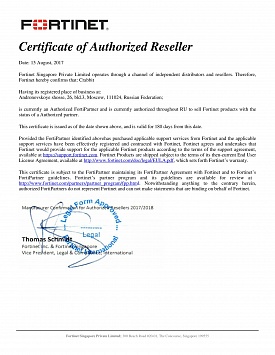 FORTINET
Certificate of Authorized Reseller
Date: 15 August, 2017
Fortinet Singapore Private Limited operates through a channel of independent distributors and resellers. Therefore,
Fortinet hereby confirms that: Czabbit
Having its registered place of business at:
Andronovskoye shosse, 26, bld.3. Moscow, 111024, Russian Federation;
is currently an Authorized FortiPartner and is currently authorized throughout RU to sell Fortinet products with the
status of a Authorized partner.
This certificate is issued as of the date shown above, and is valid for 180 days from this date.
Provided the FortiPartner identified above has purchased applicable support services from Fortinet and the applicable
support services have been effectively registered and contracted with Fortinet, Fortinet agrees and undertakes that
Fortinet would provide support for the applicable Fortinet products according to the terms of the support agreement,
available at https://support.fortinet.com. Fortinet Products are shipped subject to the terms of its then-current End User
License Agreement, available at http://www.fortinet.com/doc/legal/EULA.pdf, which sets forth Fortinet's warranty.
This certificate is subject to the FortiPartner maintaining its FortiPartner Agreement with Fortinet and to Fortinet's
FortiPartner guidelines. Fortinet's partner program and its guidelines are available for review at
http://www.fortinet.com/partners/partner_program/fpp.html. Notwithstanding anything to the contrary herein,
authorized FortiPartners do not represent Fortinet and can not make statements that are binding on behalf of Fortinet.
Manufacturer Confirmation for Authorized Resellers 2017/2018
Legal Form Approved
Legal
International
Thomas Schmidt
Fortinet Inc. & Fortinet Singapore
Vice President, Legal & Compliance, International
Fortinet Singapore Private Limited, 300 Beach Road #20-01, The Concourse, Singapore 199555